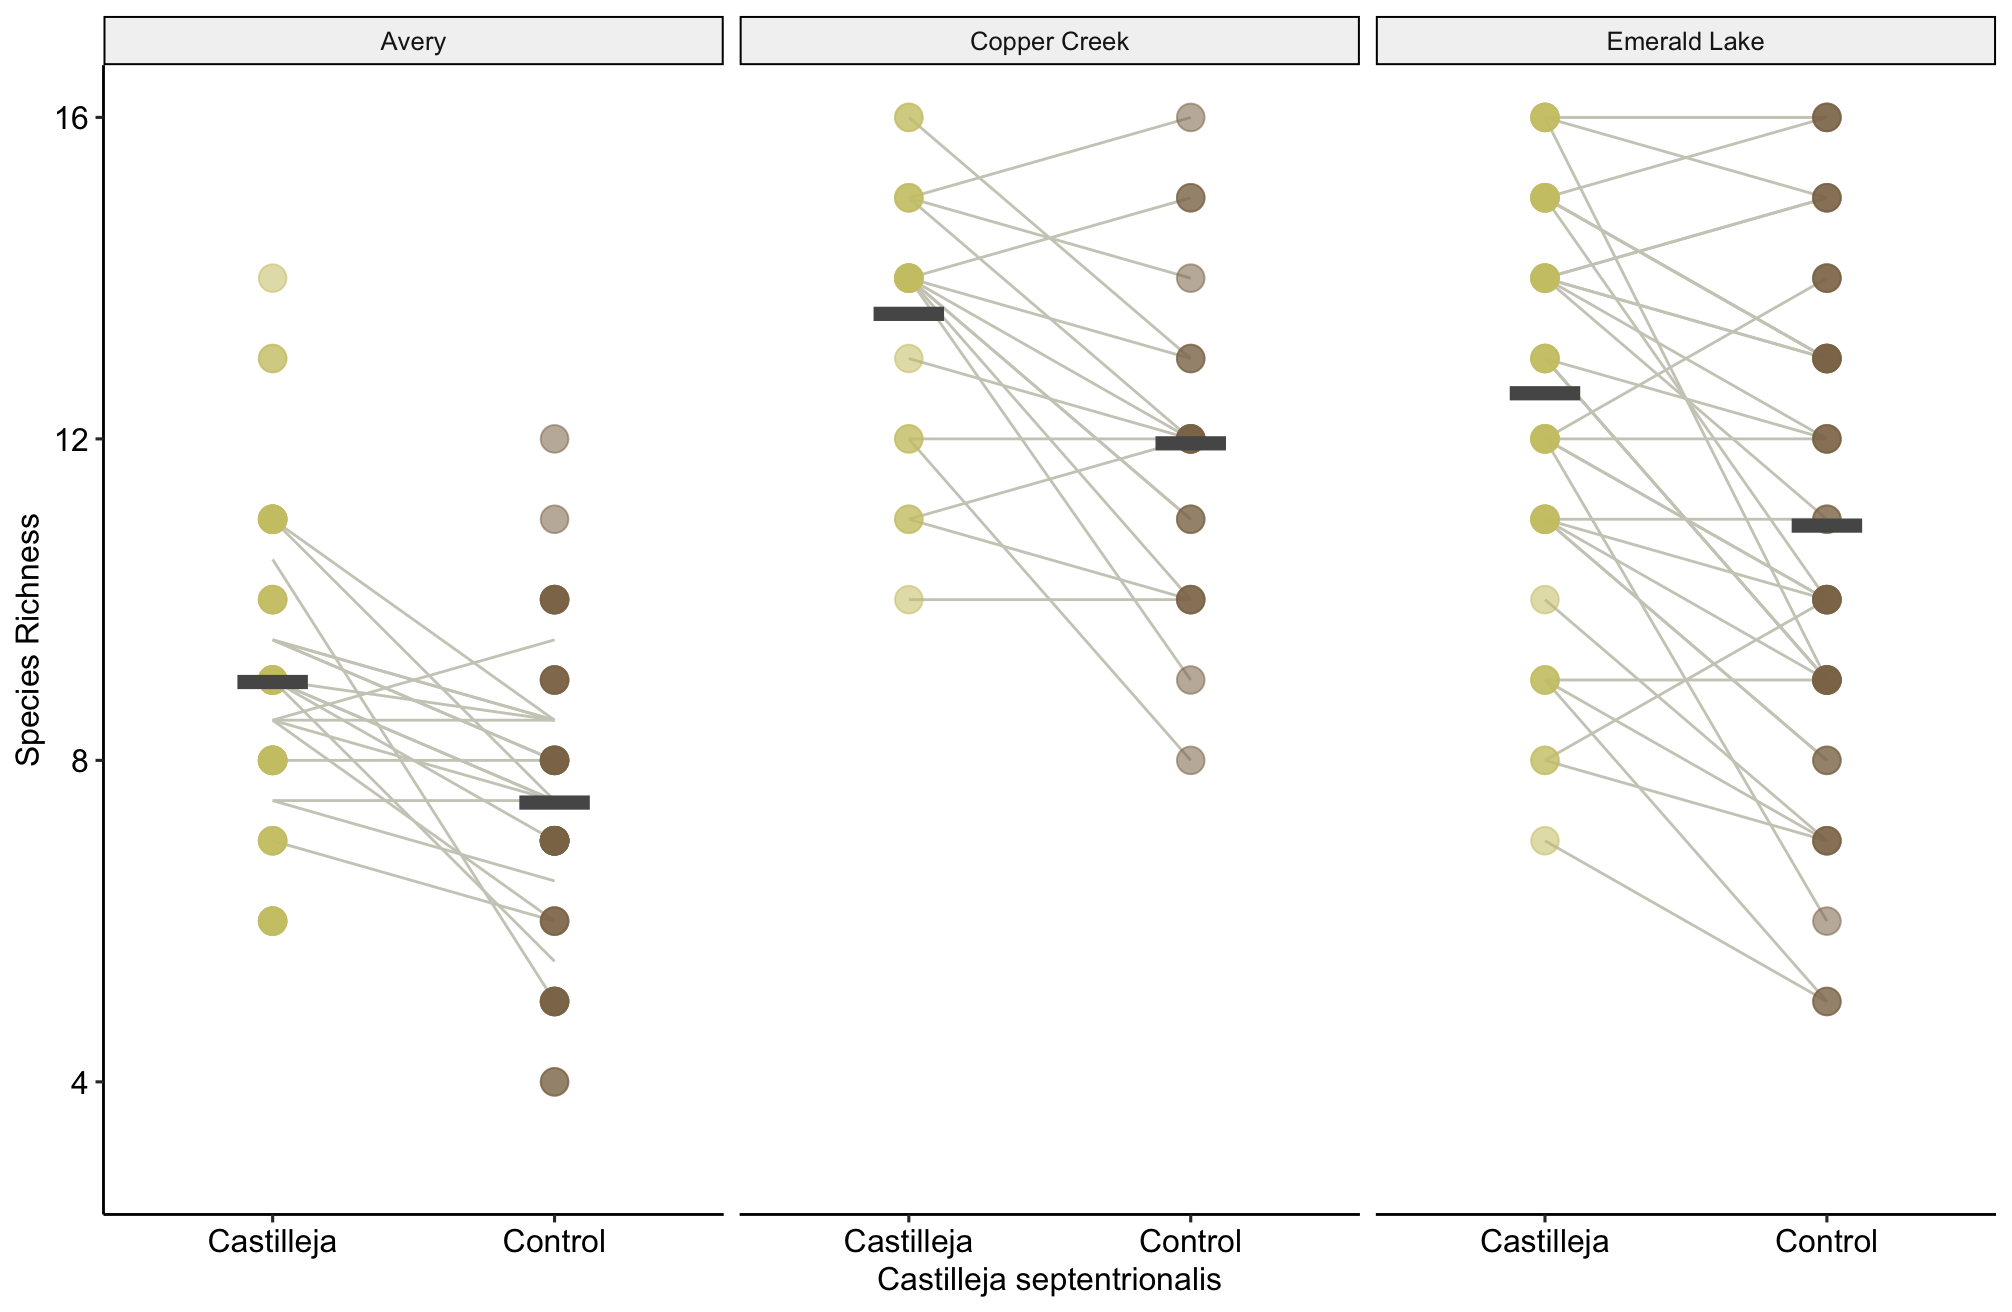 Avery
Copper Creek
Emerald Lake
Species Richness
16
12
8
4
Castilleja Control
Castilleja Control
Castilleja Control
Castilleja septentrionalis